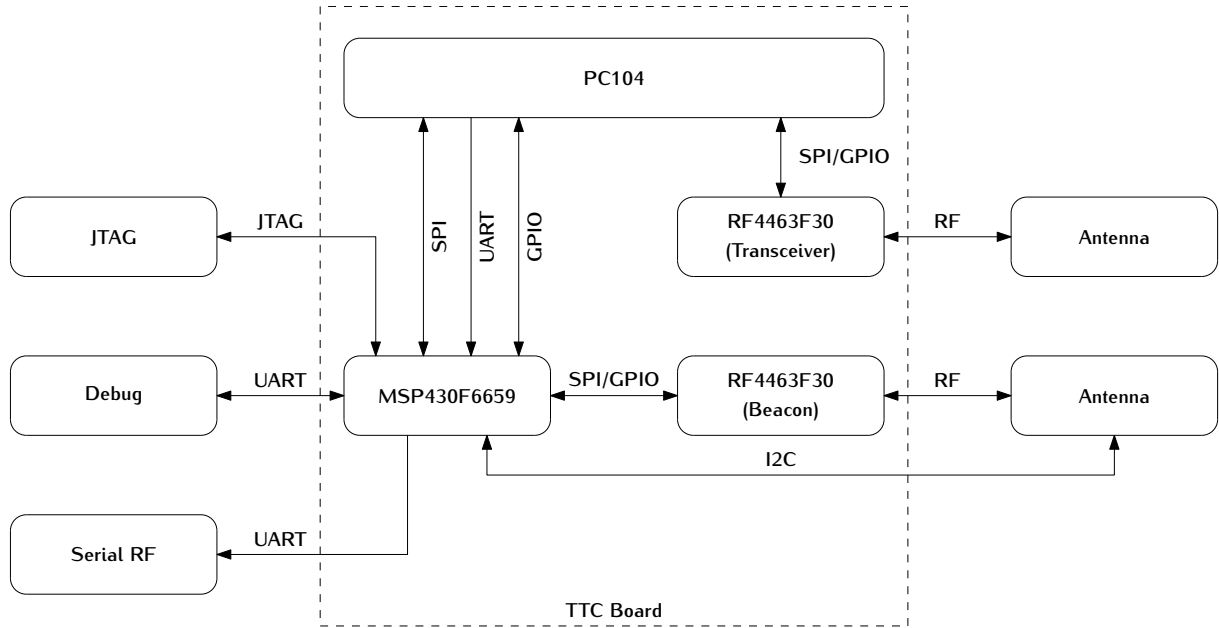 PC104
SPI/GPIO
JTAG
JTAG
SPI
UART
GPIO
RF4463F30
(Transceiver)
RF
Antenna
Debug
UART
MSP430F6659
SPI/GPIO
RF4463F30
(Beacon)
RF
Antenna
I2C
Serial RF
UART
TTC Board